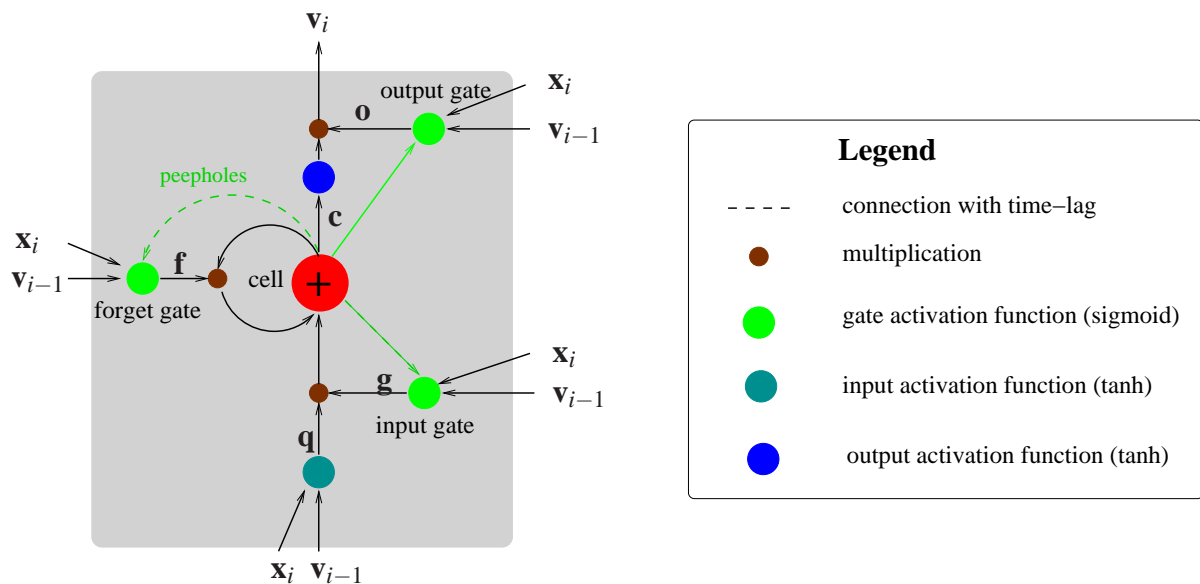 v_i
output gate
x_i
o
v_{i−1}
peepholes
c
x_i
f
v_{i−1}
cell
+
forget gate
x_i
g
v_{i−1}
input gate
q
x_i
v_{i−1}
Legend
connection with time−lag
multiplication
gate activation function (sigmoid)
input activation function (tanh)
output activation function (tanh)